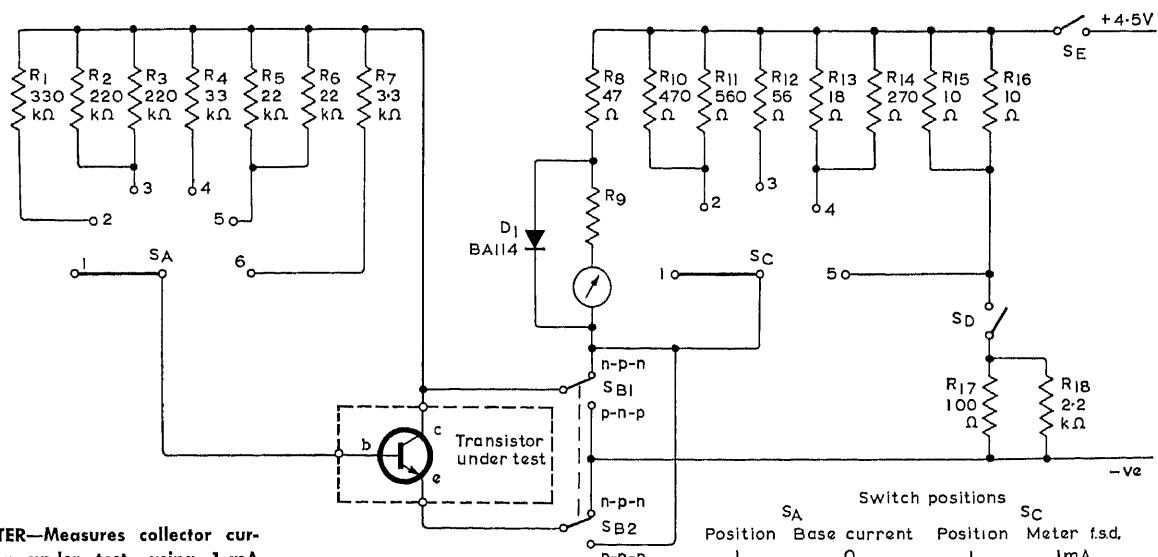 +4·5V
SE
R1
330
kΩ
R2
220
kΩ
R3
220
kΩ
R4
33
kΩ
R5
22
kΩ
R6
22
kΩ
R7
3·3
kΩ
R8
47
Ω
R10
470
Ω
R11
560
Ω
R12
56
Ω
R13
18
Ω
R14
270
Ω
R15
10
Ω
R16
10
Ω
3
4
2
5
1
SA
6
R9
D1
BA114
2
3
4
1
SC
5
SD
n-p-n
SB1
p-n-p
R17
100
Ω
R18
2·2
kΩ
b
c
e
Transistor
under test
-ve
n-p-n
SB2
Switch positions
SA
SC
Position Base current Position Meter f.s.d,
1 0 1 1mA
TER—Measures collector cur-
under test, using 1 mA